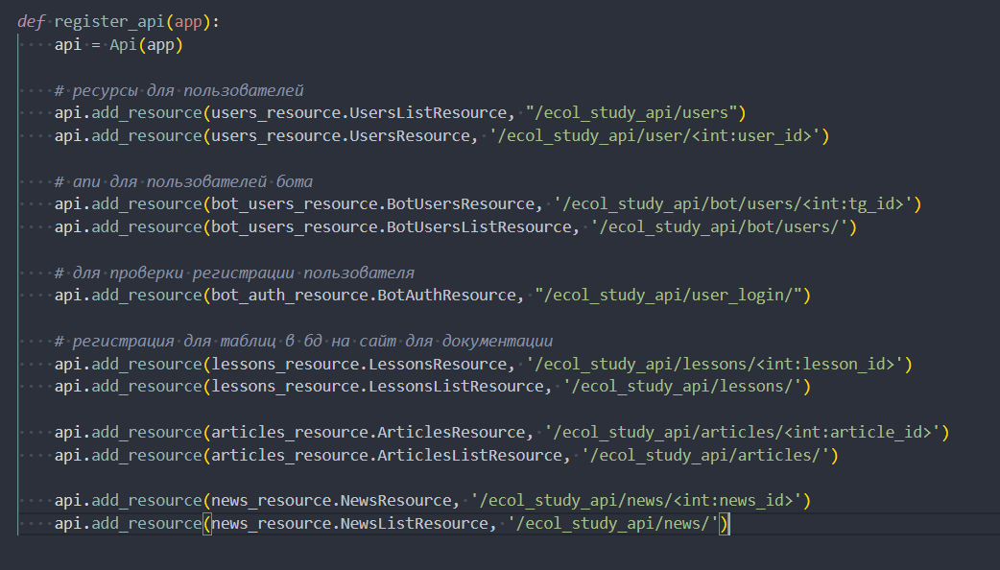 def register_api(app):
    api = Api(app)
    # ресурсы для пользователей
    api.add_resource(users_resource.UsersListResource, "/ecol_study_api/users")
    api.add_resource(users_resource.UsersResource, '/ecol_study_api/user/<int:user_id>')
    # апи для пользователей бота
    api.add_resource(bot_users_resource.BotUsersResource, '/ecol_study_api/bot/users/<int:tg_id>')
    api.add_resource(bot_users_resource.BotUsersListResource, '/ecol_study_api/bot/users/')
    # для проверки регистрации пользователя
    api.add_resource(bot_auth_resource.BotAuthResource, "/ecol_study_api/user_login/")
    # регистрация для таблиц в бд на сайт для документации
    api.add_resource(lessons_resource.LessonsResource, '/ecol_study_api/lessons/<int:lesson_id>')
    api.add_resource(lessons_resource.LessonsListResource, '/ecol_study_api/lessons/')
    api.add_resource(articles_resource.ArticlesResource, '/ecol_study_api/articles/<int:article_id>')
    api.add_resource(articles_resource.ArticlesListResource, '/ecol_study_api/articles/')
    api.add_resource(news_resource.NewsResource, '/ecol_study_api/news/<int:news_id>')
    api.add_resource(news_resource.NewsListResource, '/ecol_study_api/news/')